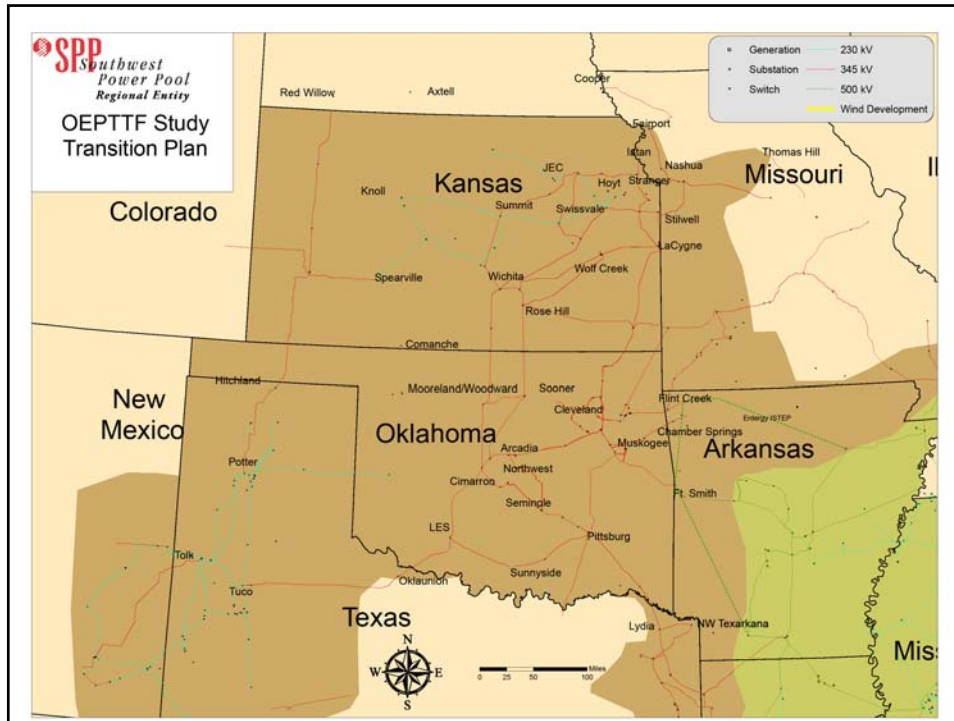 SPP
Southwest
Power Pool
Regional Entity
OEPTTF Study
Transition Plan
Generation
230 kV
Substation
345 kV
Switch
500 kV
Wind Development
Cooper
Red Willow
Axtell
Fairport
Iatan
Nashua
Thomas Hill
JEC
Hoyt
Stranger
Missouri
Kansas
Knoll
Colorado
Summit
Swissvale
Stilwell
LaCygne
Wolf Creek
Spearville
Wichita
Rose Hill
Comanche
Hitchland
Mooreland/Woodward
Sooner
Flint Creek
New
Mexico
Cleveland
Entergy ISTEP
Oklahoma
Chamber Springs
Muskogee
Arkansas
Arcadia
Potter
Northwest
Cimarron
Ft. Smith
Semingle
LES
Pittsburg
Tolk
Sunnyside
Oklaunion
Tuco
Texas
Lydia
NW Texarkana
N
W
E
S
Miles
0 25 50 100
Miss